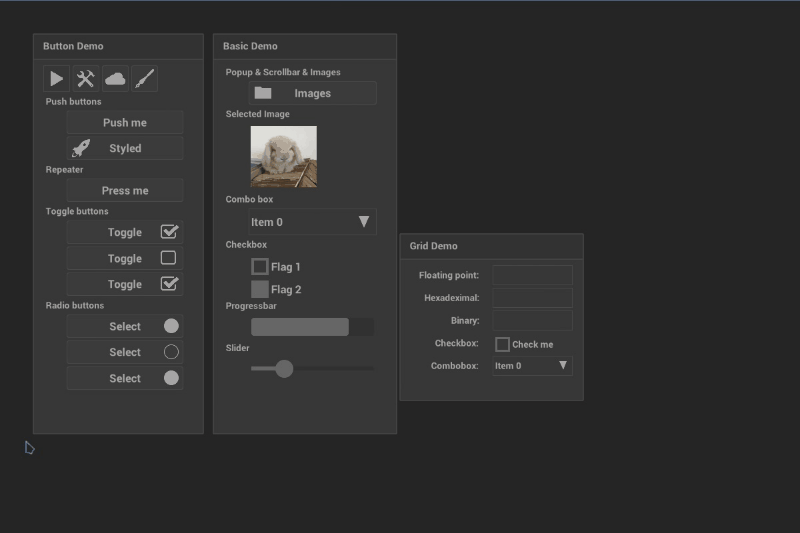 Button Demo
Push buttons
Push me
Styled
Repeater
Press me
Toggle buttons
Toggle
Toggle
Toggle
Radio buttons
Select
Select
Select
Basic Demo
Popup & Scrollbar & Images
Images
Selected Image
Combo box
Item 0
Checkbox
Flag 1
Flag 2
Progressbar
Slider
Grid Demo
Floating point:
Hexadeximal:
Binary:
Checkbox:
Check me
Combobox:
Item 0